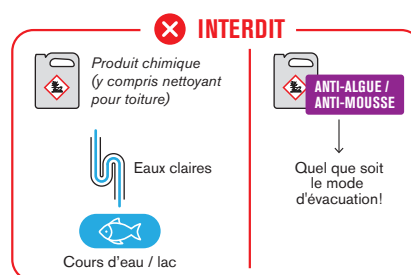 INTERDIT
Produit chimique
(y compris nettoyant
pour toiture)
Eaux claires
Cours d'eau / lac
ANTI-ALGUE /
ANTI-MOUSSE
Quel que soit
le mode
d'évacuation!